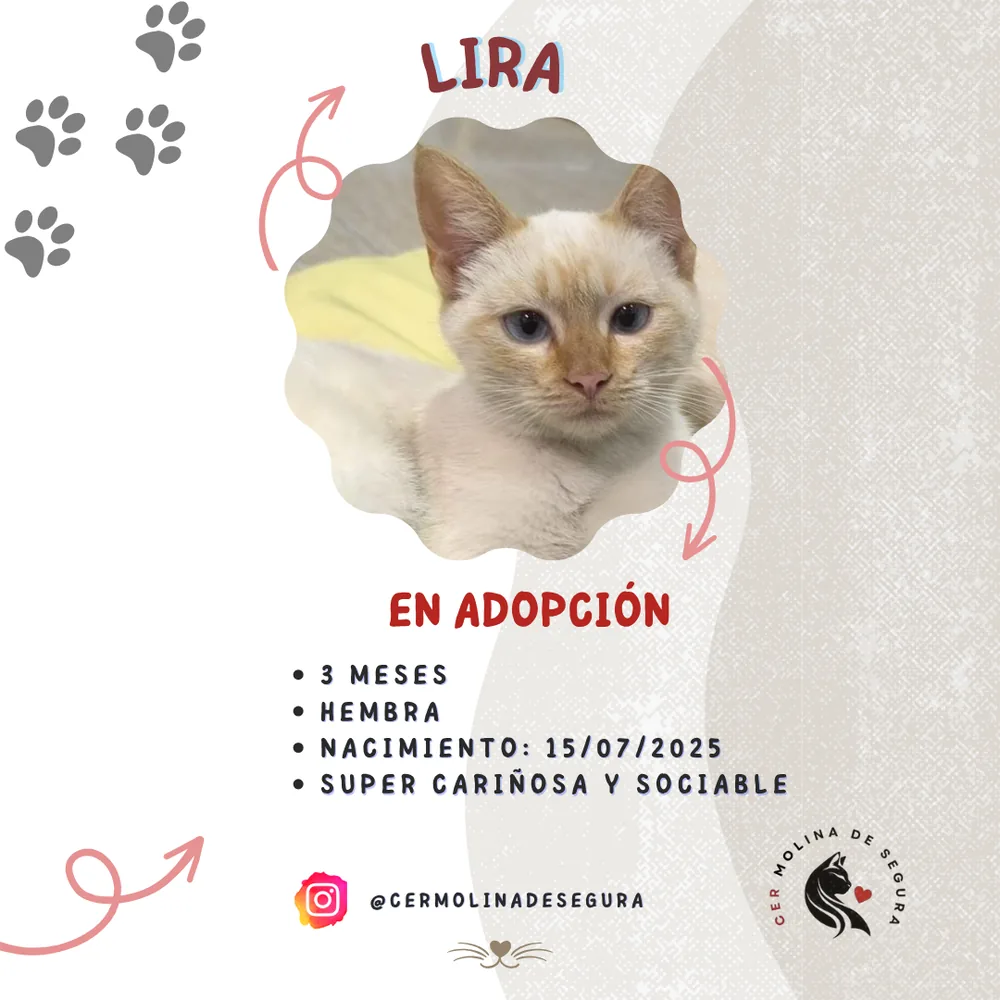 LIRA
EN ADOPCIÓN
• 3 MESES
• HEMBRA
• NACIMIENTO: 15/07/2025
• SUPER CARIÑOSA Y SOCIABLE
@CERMOLINADESEGURA
CER MOLINA DE SEGURA